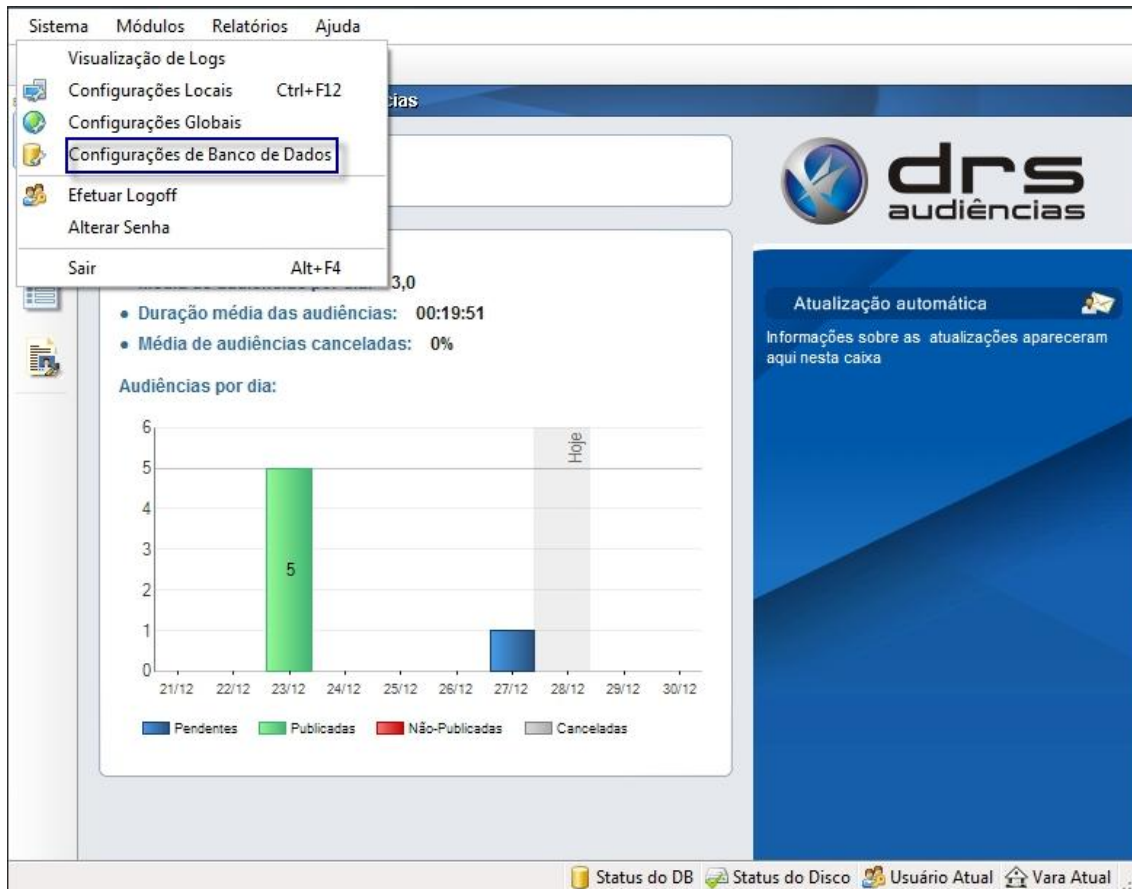 Sistema Módulos Relatórios Ajuda
Visualização de Logs
Configurações Locais Ctrl+F12
Configurações Globais
Configurações de Banco de Dados
Efetuar Logoff
Alterar Senha
Sair Alt+F4
3,0
• Duração média das audiências: 00:19:51
• Média de audiências canceladas: 0%
Audiências por dia:
6
5
4
3
2
1
0
5
Hoje
21/12 22/12 23/12 24/12 25/12 26/12 27/12 28/12 29/12 30/12
Pendentes Publicadas Não-Publicadas Canceladas
drs
audiências
Atualização automática
Informações sobre as atualizações apareceram
aqui nesta caixa
Status do DB Status do Disco Usuário Atual Vara Atual